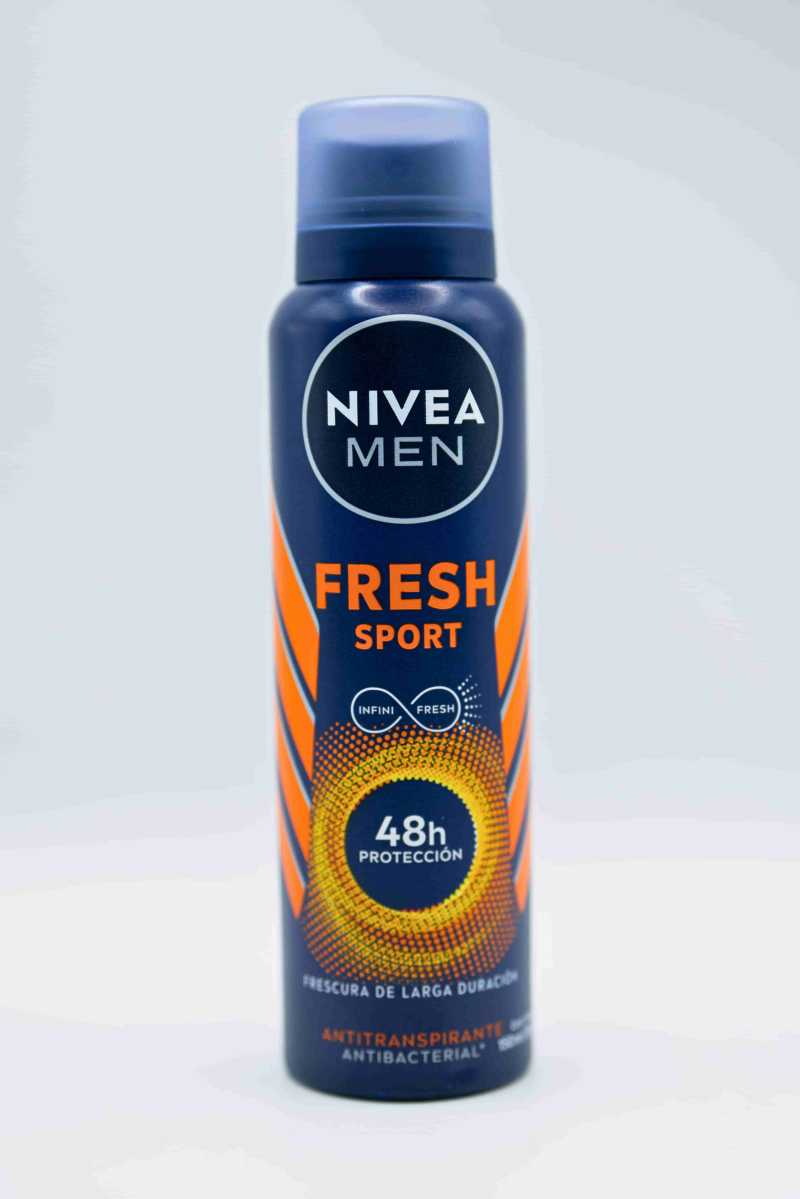 NIVEA
MEN
FRESH
SPORT
INFINI FRESH
48h
PROTECCIÓN
FRESCURA DE LARGA DURACIÓN
ANTITRANSPIRANTE
ANTIBACTERIAL*